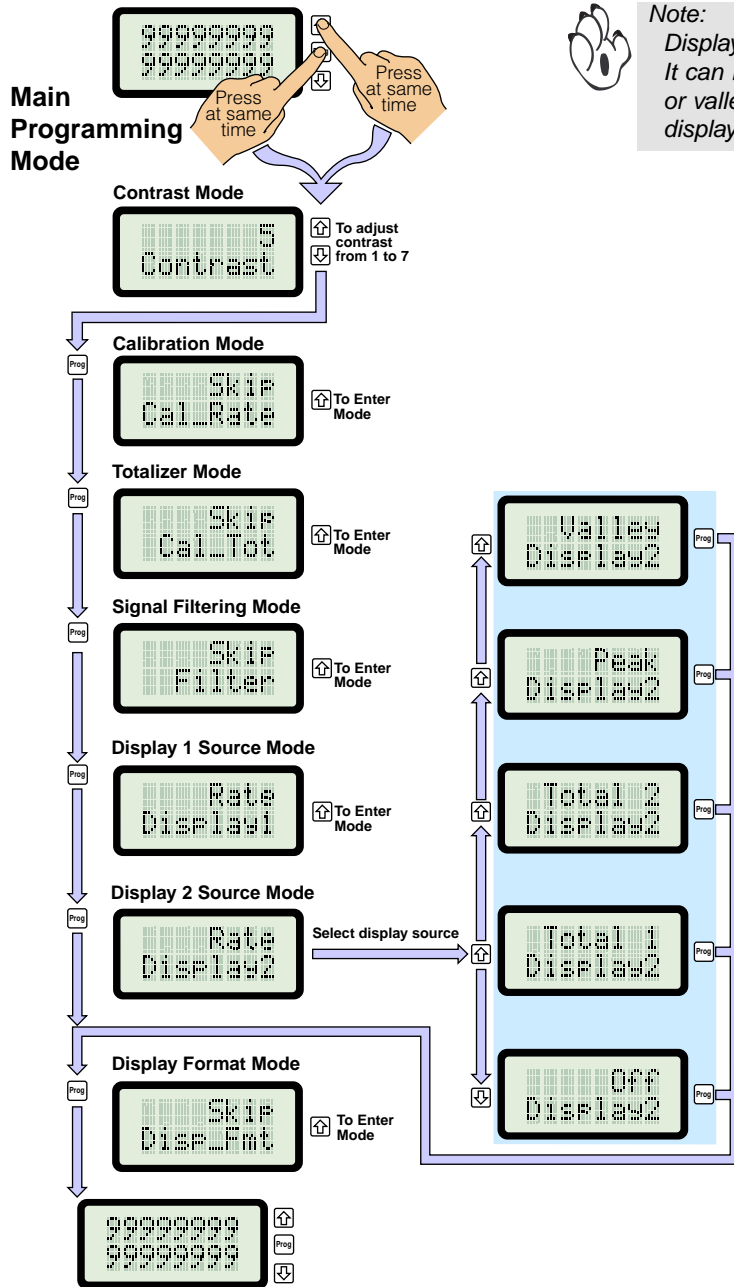 99999999
99999999
Press
at same
time
Press
at same
time
Note:
Display
It can
or valle
display
Main
Programming
Mode
Contrast Mode
5
Contrast
To adjust
contrast
from 1 to 7
Prog
Calibration Mode
Skip
Cal_Rate
To Enter
Mode
Prog
Totalizer Mode
Skip
Cal_Tot
To Enter
Mode
Prog
Signal Filtering Mode
Skip
Filter
To Enter
Mode
Prog
Display 1 Source Mode
Rate
Display1
To Enter
Mode
Prog
Display 2 Source Mode
Rate
Display2
Select display source
Valley
Display2
Prog
Peak
Display2
Prog
Total 2
Display2
Prog
Total 1
Display2
Prog
Off
Display2
Prog
Prog
Display Format Mode
Skip
Disp_Fmt
To Enter
Mode
99999999
99999999
Prog